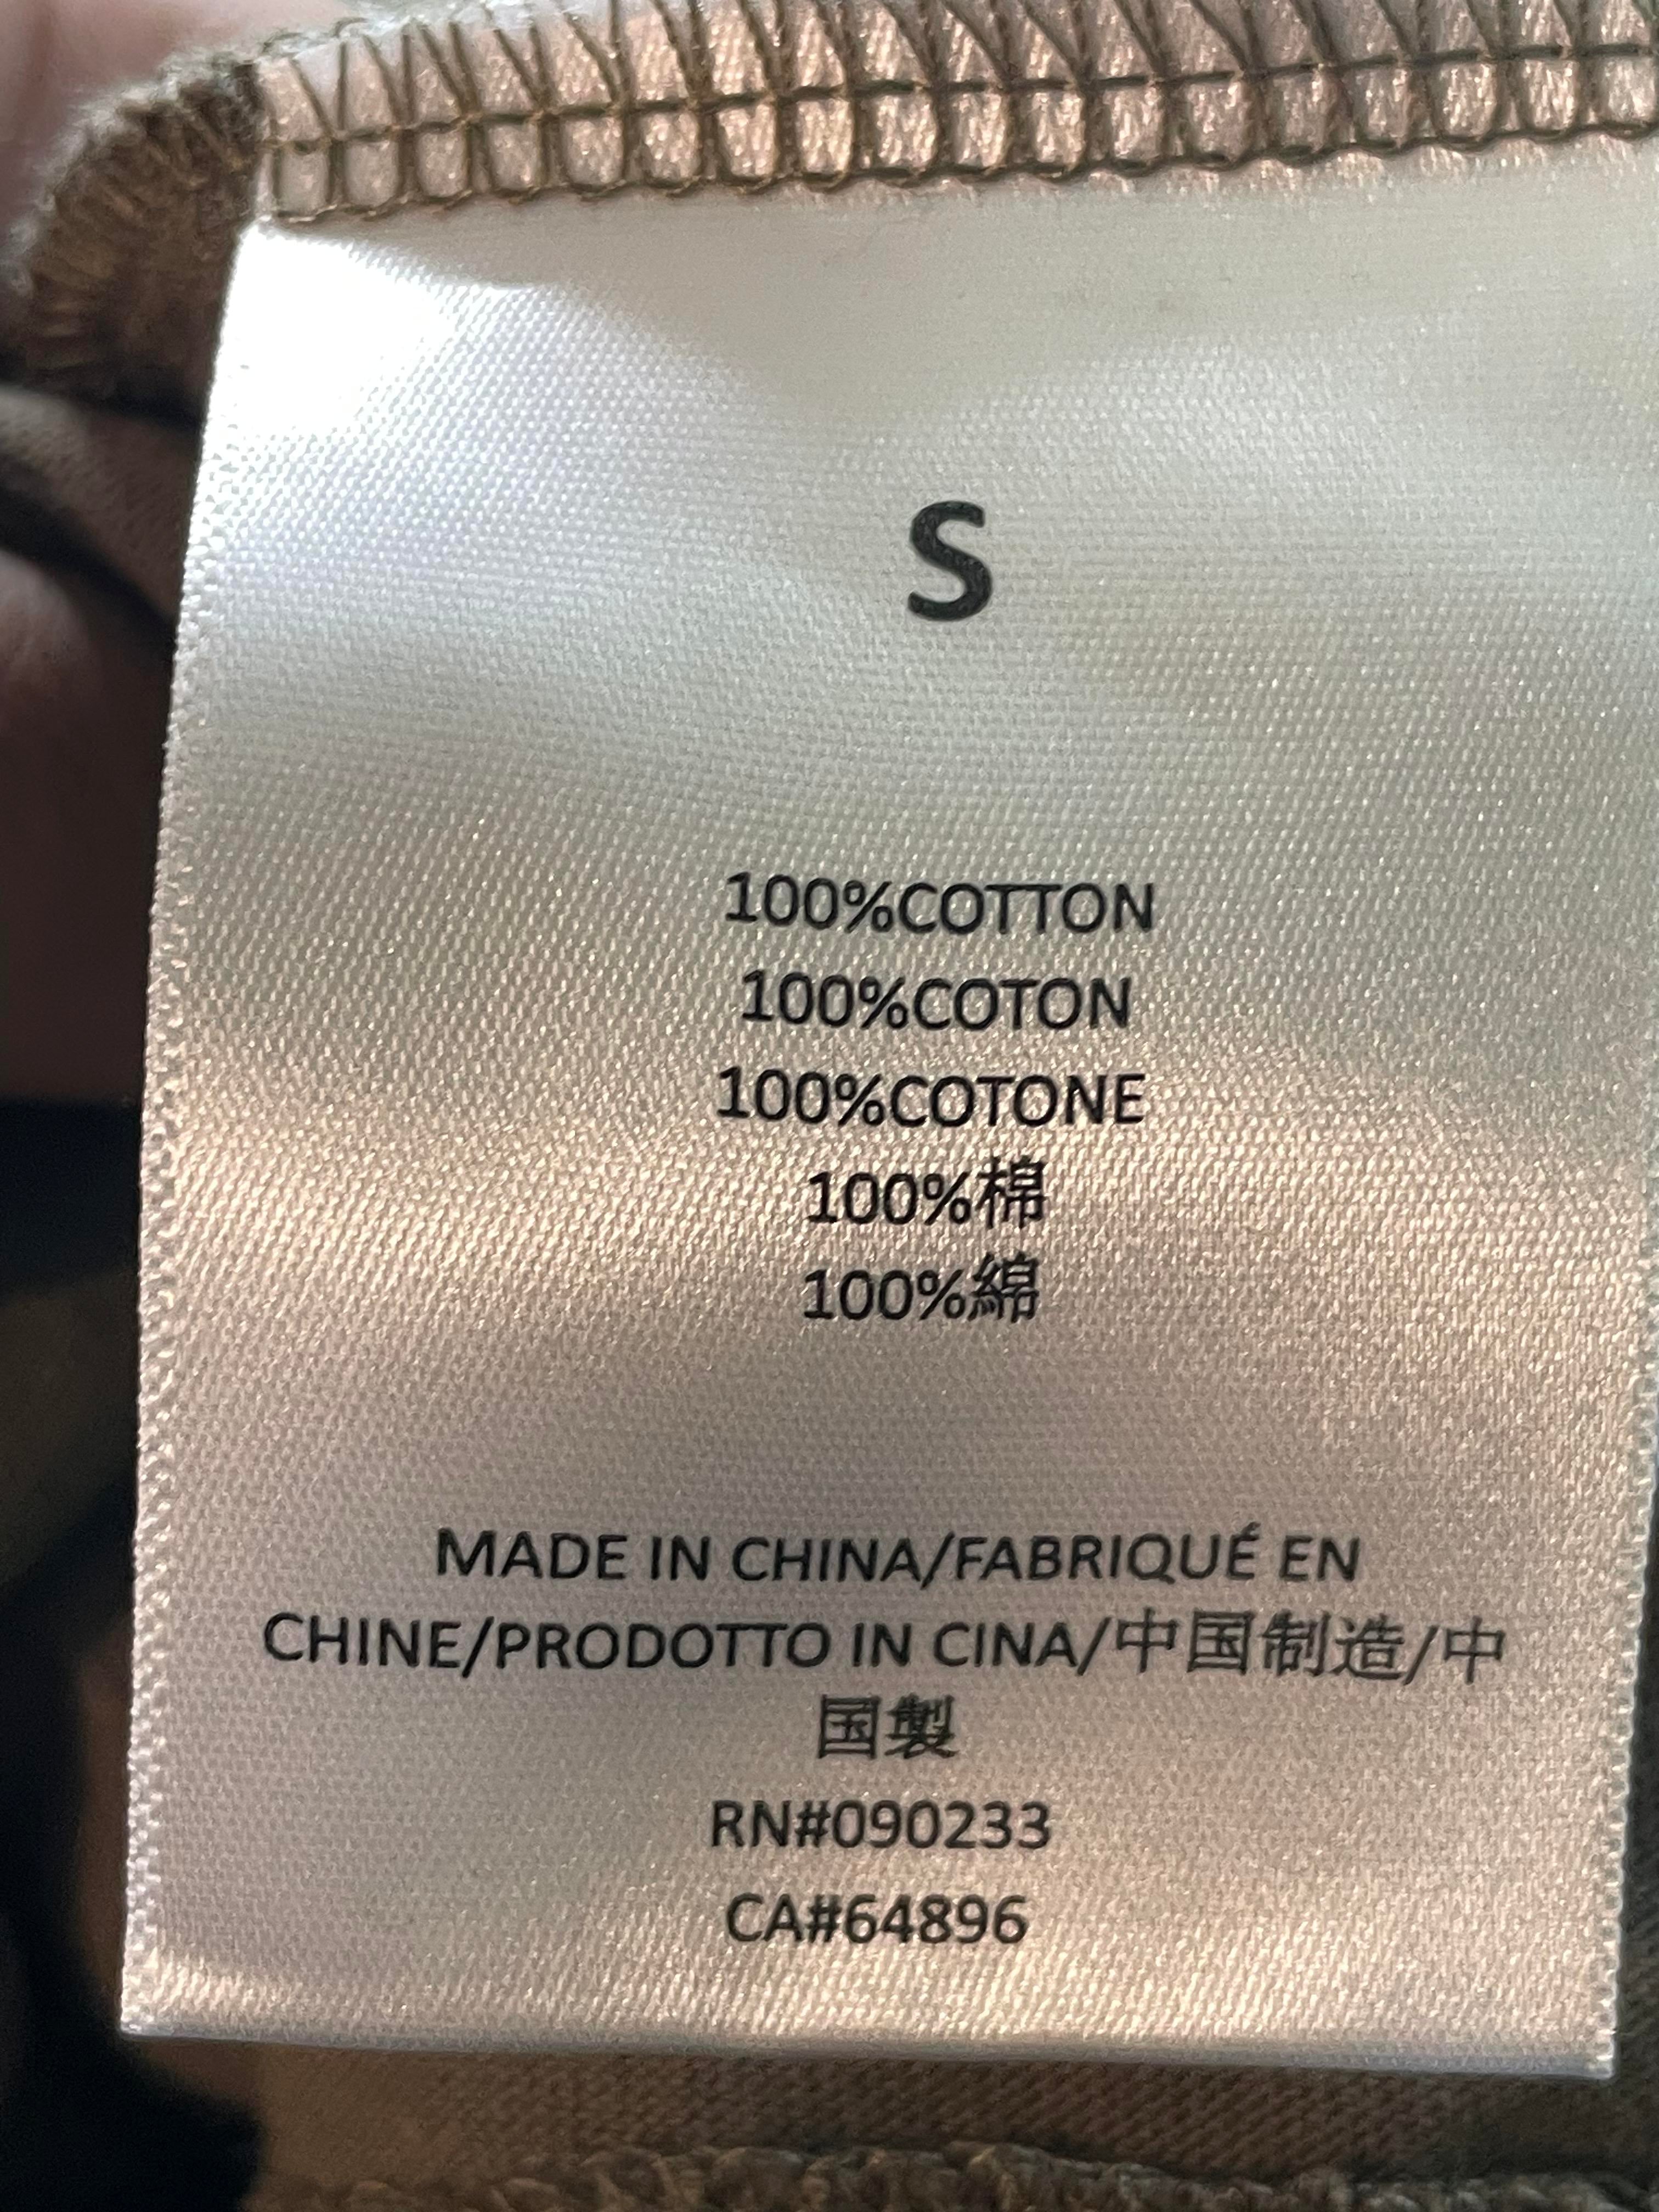 S
100%COTTON
100%COTON
100%COTONE
100%棉
100%綿
MADE IN CHINA/FABRIQUÉ EN
CHINE/PRODOTTO IN CINA/中国制造/中
国製
RN#090233
CA#64896